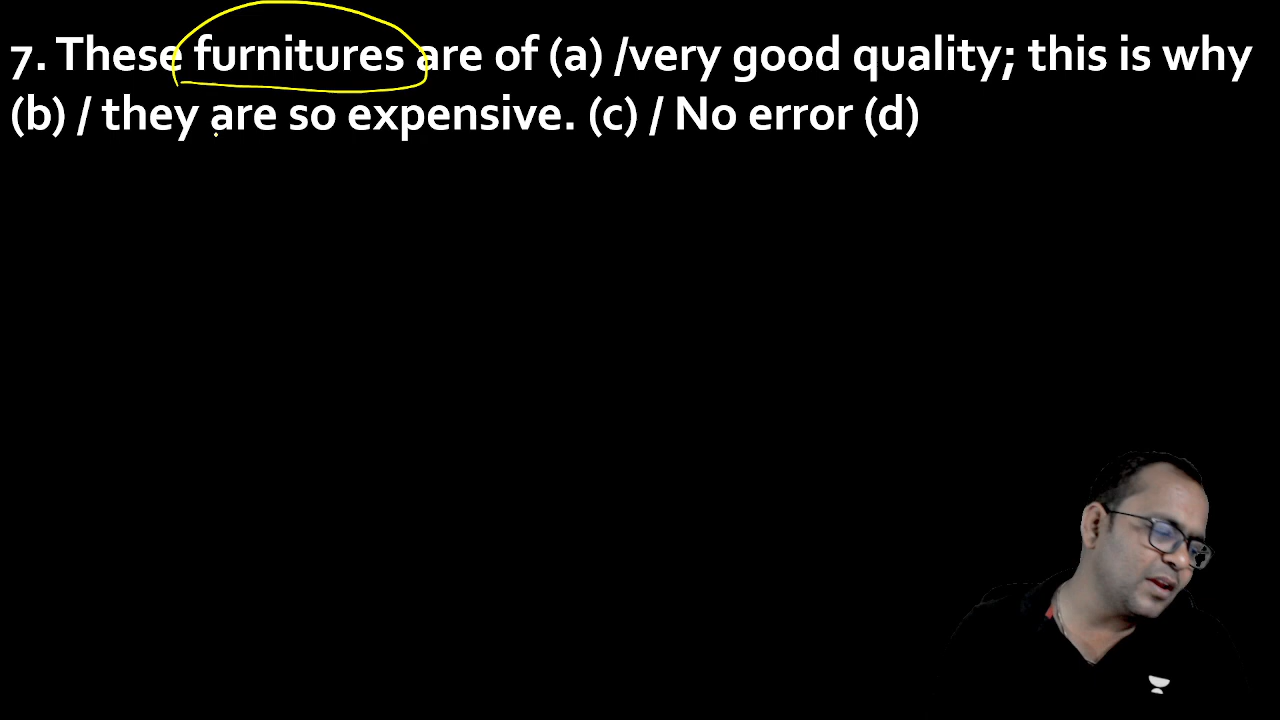 7. These furnitures are of (a) /very good quality; this is why
(b) / they are so expensive. (c) / No error (d)